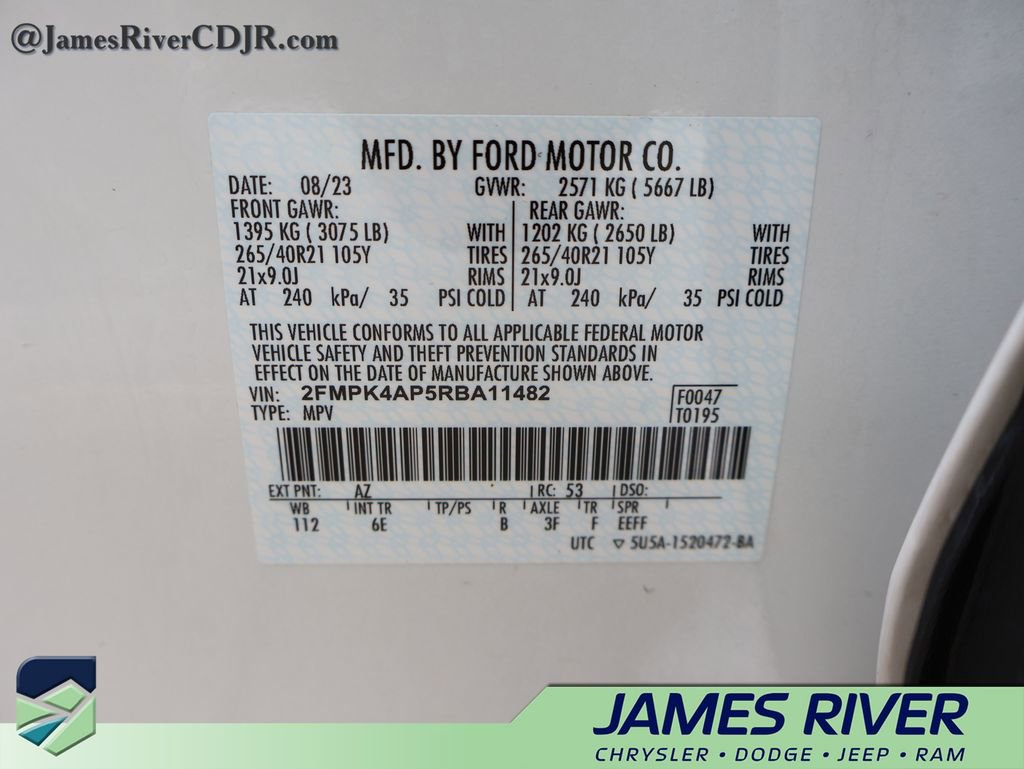 @JamesRiverCDJR.com
MFD. BY FORD MOTOR CO.
DATE: 08/23 GVWR: 2571 KG ( 5667 LB)
FRONT GAWR: REAR GAWR:
1395 KG ( 3075 LB) WITH 1202 KG ( 2650 LB) WITH
265/40R21 105Y TIRES 265/40R21 105Y TIRES
21x9.0J RIMS 21x9.0J RIMS
AT 240 kPa/ 35 PSI COLD AT 240 kPa/ 35 PSI COLD
THIS VEHICLE CONFORMS TO ALL APPLICABLE FEDERAL MOTOR
VEHICLE SAFETY AND THEFT PREVENTION STANDARDS IN
EFFECT ON THE DATE OF MANUFACTURE SHOWN ABOVE.
VIN: 2FMPK4AP5RBA11482 F0047
TYPE: MPV T0195
EXT PNT: AZ RC: 53 DSO:
WB INT TR TP/PS R AXLE TR SPR
112 6E B 3F F EEFF
UTC ▽ 5U5A-1520472-BA
JAMES RIVER
CHRYSLER • DODGE • JEEP • RAM